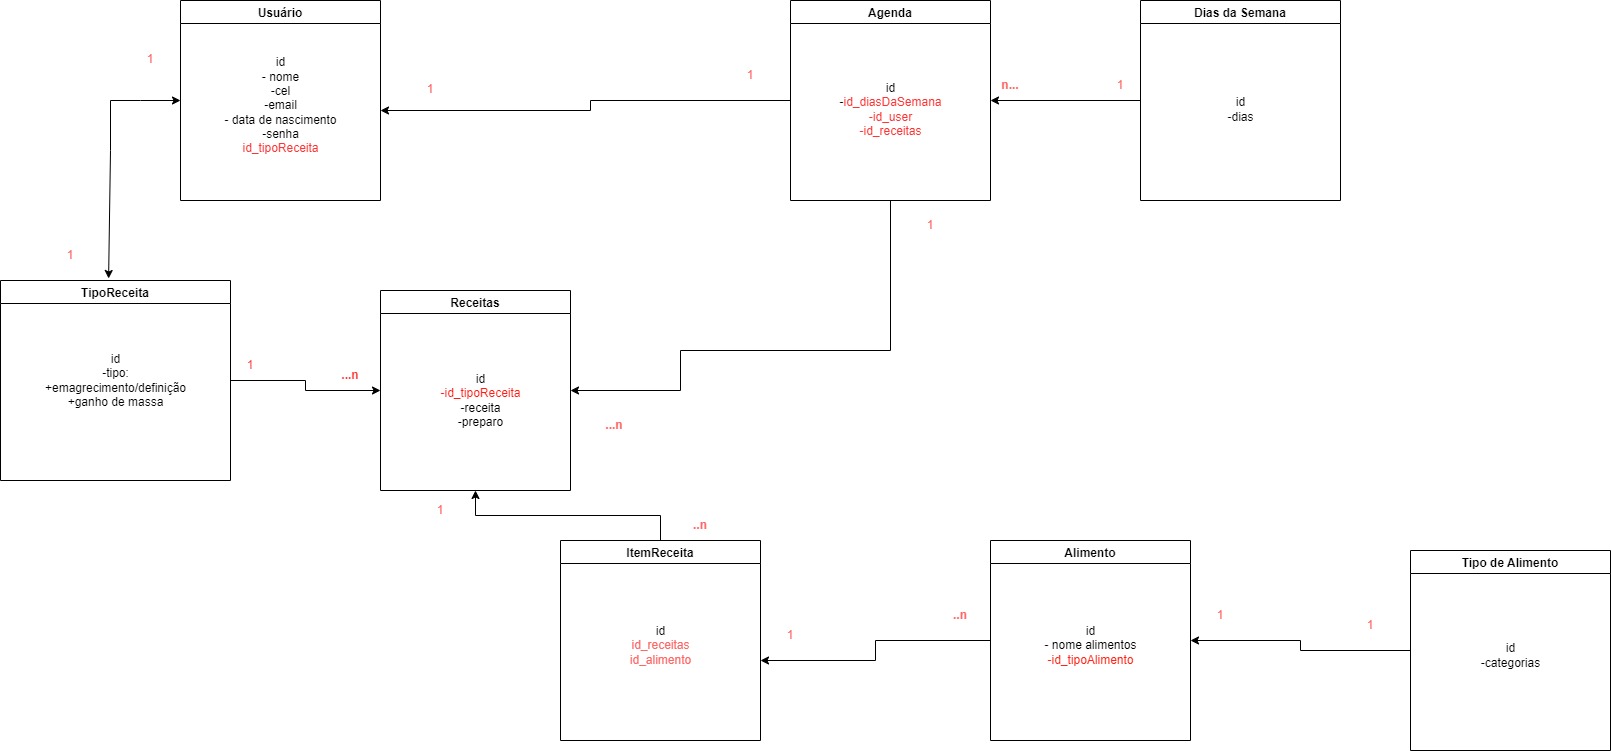 Usuário
id
- nome
-cel
-email
- data de nascimento
-senha
id_tipoReceita
1
1
1
1
Agenda
id
-id_diasDaSemana
-id_user
-id_receitas
n...
1
Dias da Semana
id
-dias
1
TipoReceita
id
-tipo:
+emagrecimento/definição
+ganho de massa
1
...n
Receitas
id
-id_tipoReceita
-receita
-preparo
...n
1
..n
ItemReceita
id
id_receitas
id_alimento
1
..n
Alimento
id
- nome alimentos
-id_tipoAlimento
1
1
Tipo de Alimento
id
-categorias